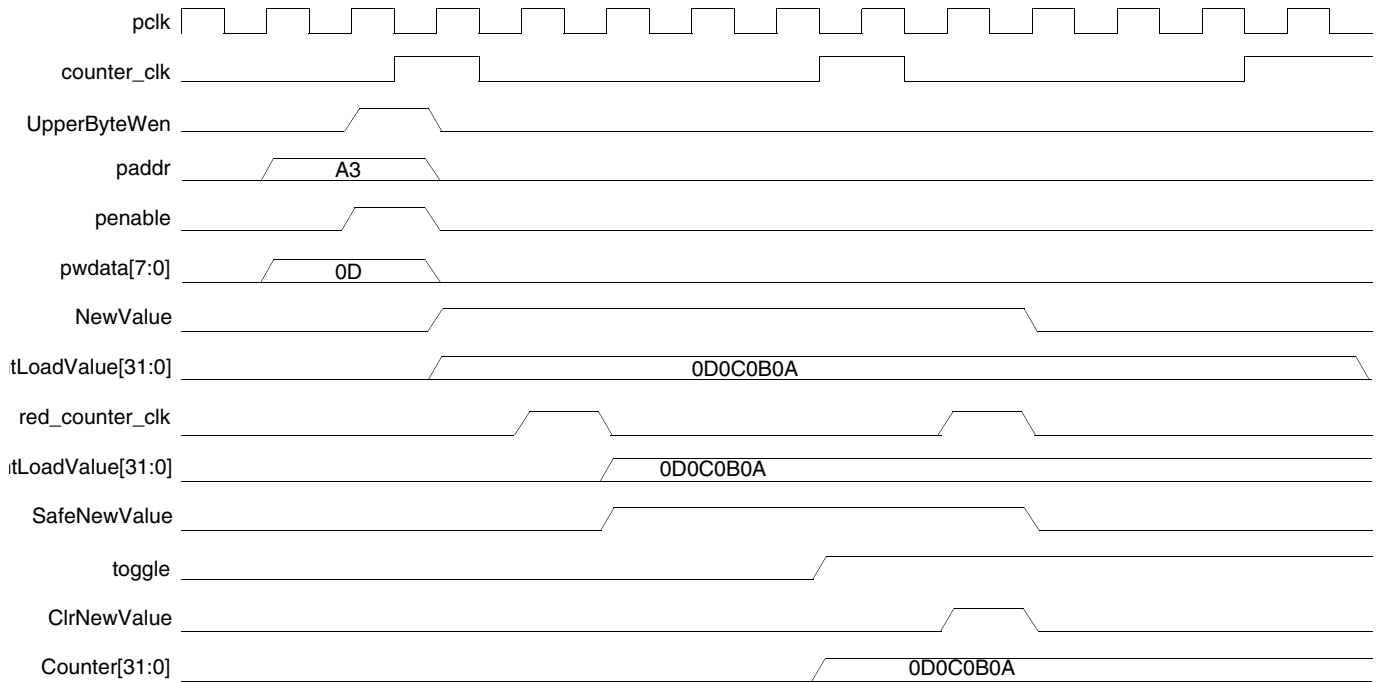 pclk
counter_clk
UpperByteWen
paddr
A3
penable
pwdata[7:0]
0D
NewValue
tLoadValue[31:0]
0D0C0B0A
red_counter_clk
tLoadValue[31:0]
0D0C0B0A
SafeNewValue
toggle
ClrNewValue
Counter[31:0]
0D0C0B0A